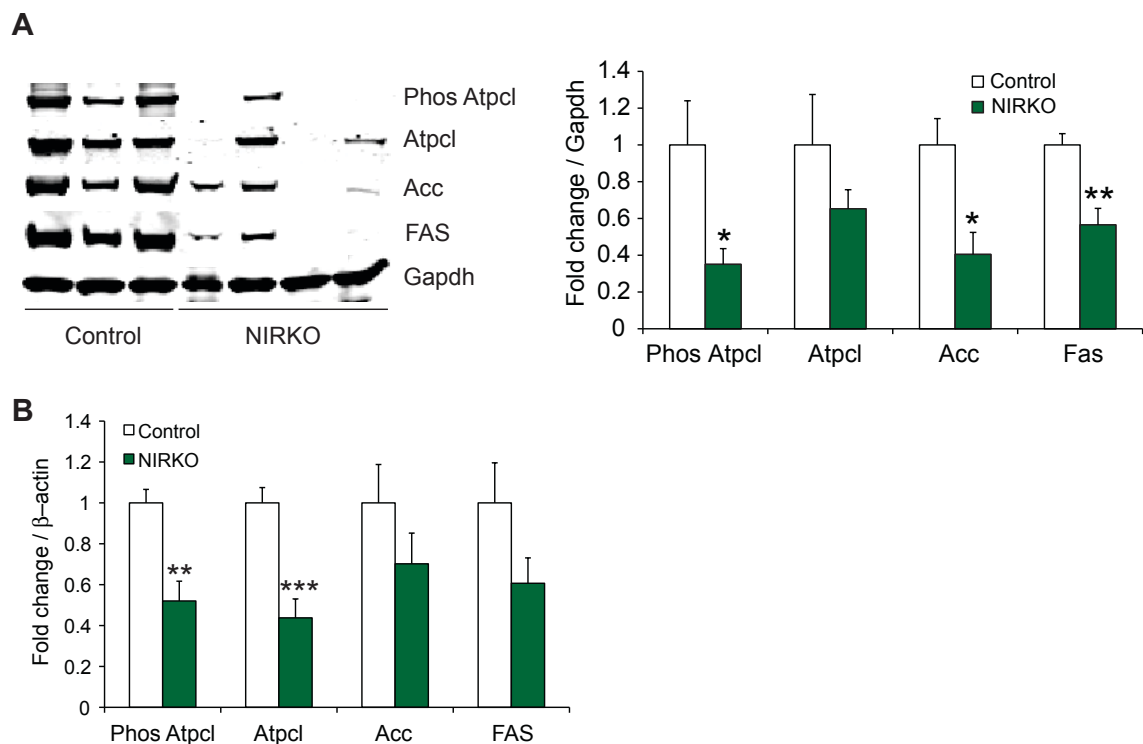 A
Phos Atpcl
Atpcl
Acc
FAS
Gapdh
Control NIRKO
Fold change / Gapdh
1.4
1.2
1
0.8
0.6
0.4
0.2
0
Control
NIRKO
*
*
**
Phos Atpcl Atpcl Acc Fas
B
Fold change / β–actin
1.4
1.2
1
0.8
0.6
0.4
0.2
0
Control
NIRKO
**
***
Phos Atpcl Atpcl Acc FAS